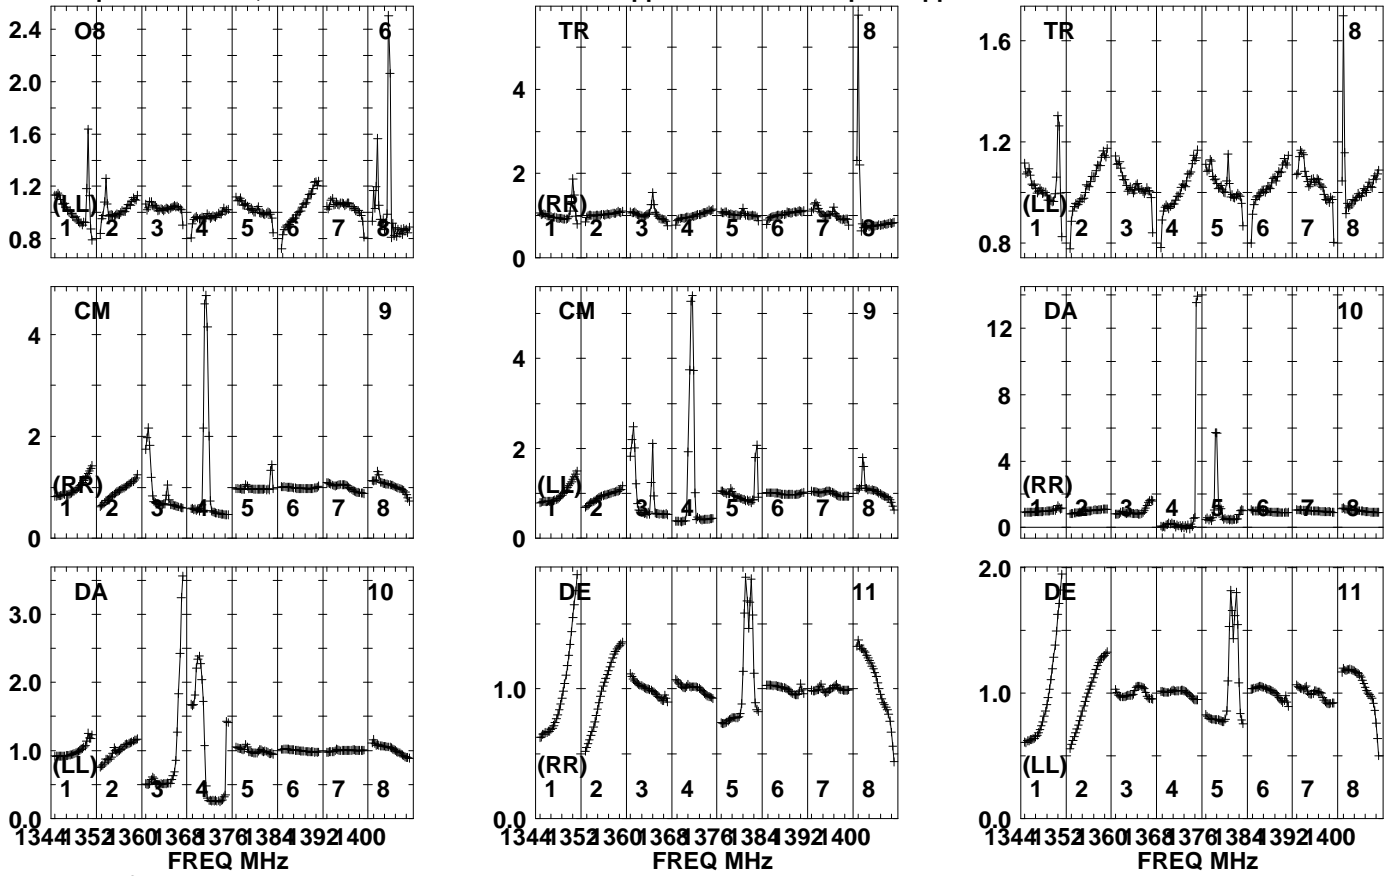 O8 6
2.4
2.0
1.6
1.2
0.8
(LL)
1 2 3 4 5 6 7 8
TR 8
4
2
0
(RR)
1 2 3 4 5 6 7 8
TR 8
1.6
1.2
0.8
(LL)
1 2 3 4 5 6 7 8
CM 9
4
2
0
(RR)
1 2 3 4 5 6 7 8
CM 9
4
2
0
(LL)
1 2 3 4 5 6 7 8
DA 10
12
8
4
0
(RR)
1 2 3 4 5 6 7 8
DA 10
3.0
2.0
1.0
0.0
(LL)
1 2 3 4 5 6 7 8
1344 1352 1360 1368 1376 1384 1392 1400
FREQ MHz
DE 11
1.0
0.0
(RR)
1 2 3 4 5 6 7 8
1344 1352 1360 1368 1376 1384 1392 1400
FREQ MHz
DE 11
2.0
1.0
0.0
(LL)
1 2 3 4 5 6 7 8
1344 1352 1360 1368 1376 1384 1392 1400
FREQ MHz